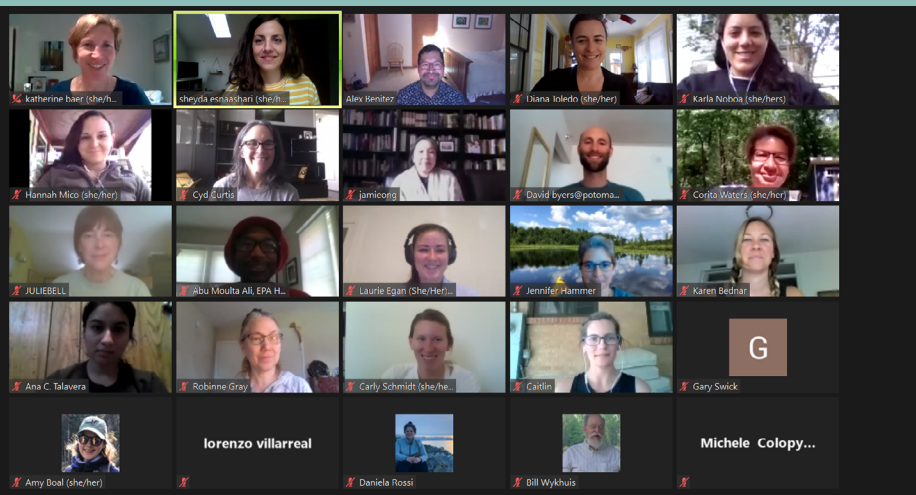 katherine baer (she/h...
sheyda esnaashari (she/h...
Alex Benitez
Diana Toledo (she/her)
Karla Noboa (she/hers)
Hannah Mico (she/her)
Cyd Curtis
jamieong
David byers@potoma...
Corita Waters (she/her)
JULIEBELL
Abu Moulta Ali, EPA H...
Laurie Egan (She/Her)...
Jennifer Hammer
Karen Bednar
Ana C. Talavera
Robinne Gray
Carly Schmidt (she/he...
Caitlin
G
Gary Swick
Amy Boal (she/her)
lorenzo villarreal
Daniela Rossi
Bill Wykhuis
Michele Colopy...